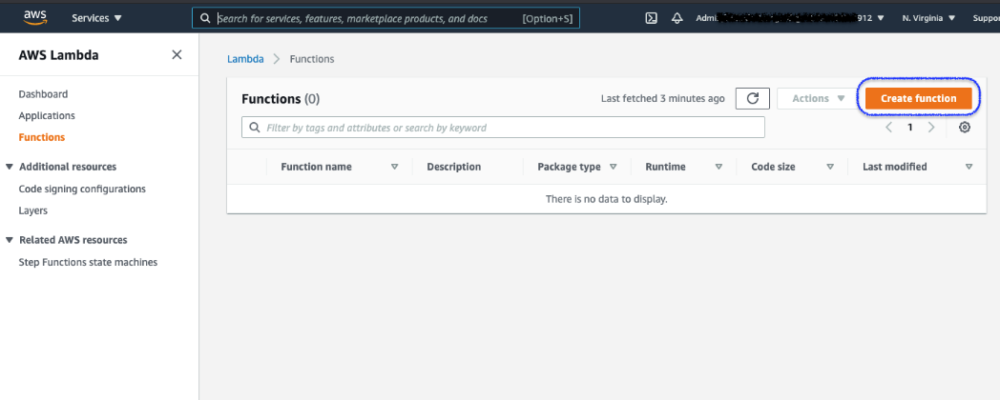 aws Services Search for services, features, marketplace products, and docs [Option+S] 912 N. Virginia
AWS Lambda
Dashboard
Applications
Functions
Additional resources
Code signing configurations
Layers
Related AWS resources
Step Functions state machines
Lambda Functions
Functions (0) Last fetched 3 minutes ago Actions Create function
Filter by tags and attributes or search by keyword 1
Function name Description Package type Runtime Code size Last modified
There is no data to display.